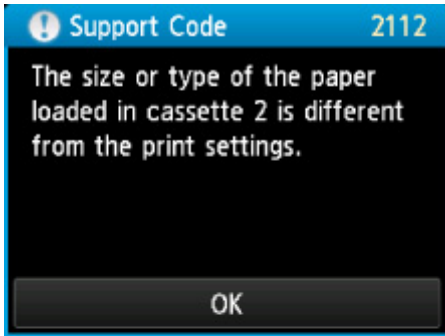 Support Code 2112
The size or type of the paper
loaded in cassette 2 is different
from the print settings.
OK